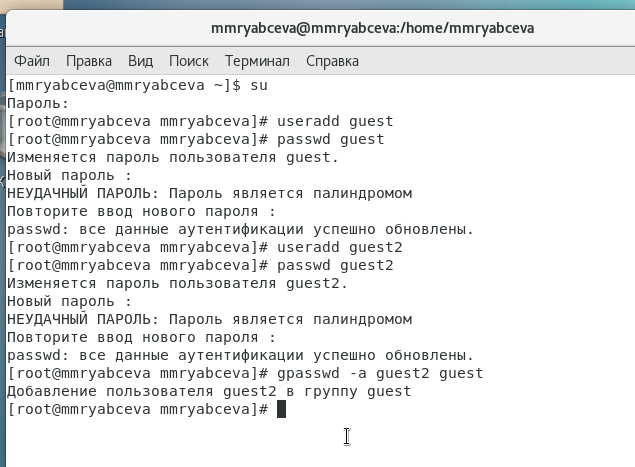 mmryabceva@mmryabceva:/home/mmryabceva
Файл Правка Вид Поиск Терминал Справка
[mmryabceva@mmryabceva ~]$ su
Пароль:
[root@mmryabceva mmryabceva]# useradd guest
[root@mmryabceva mmryabceva]# passwd guest
Изменяется пароль пользователя guest.
Новый пароль :
НЕУДАЧНЫЙ ПАРОЛЬ: Пароль является палиндромом
Повторите ввод нового пароля :
passwd: все данные аутентификации успешно обновлены.
[root@mmryabceva mmryabceva]# useradd guest2
[root@mmryabceva mmryabceva]# passwd guest2
Изменяется пароль пользователя guest2.
Новый пароль :
НЕУДАЧНЫЙ ПАРОЛЬ: Пароль является палиндромом
Повторите ввод нового пароля :
passwd: все данные аутентификации успешно обновлены.
[root@mmryabceva mmryabceva]# gpasswd -a guest2 guest
Добавление пользователя guest2 в группу guest
[root@mmryabceva mmryabceva]#